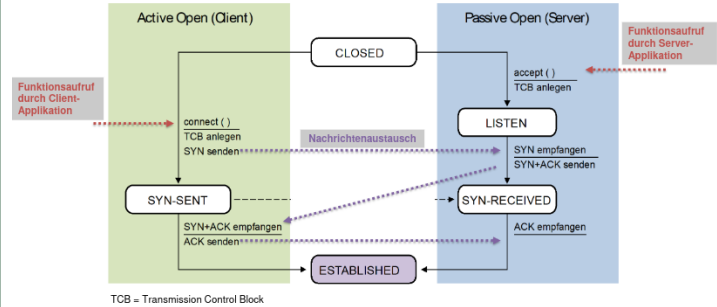 Active Open (Client)
Passive Open (Server)
CLOSED
Funktionsaufruf
durch Server-
Applikation
accept ( )
TCB anlegen
Funktionsaufruf
durch Client-
Applikation
connect ( )
TCB anlegen
SYN senden
Nachrichtenaustausch
LISTEN
SYN empfangen
SYN+ACK senden
SYN-SENT
SYN-RECEIVED
SYN+ACK empfangen
ACK senden
ACK empfangen
ESTABLISHED
TCB = Transmission Control Block